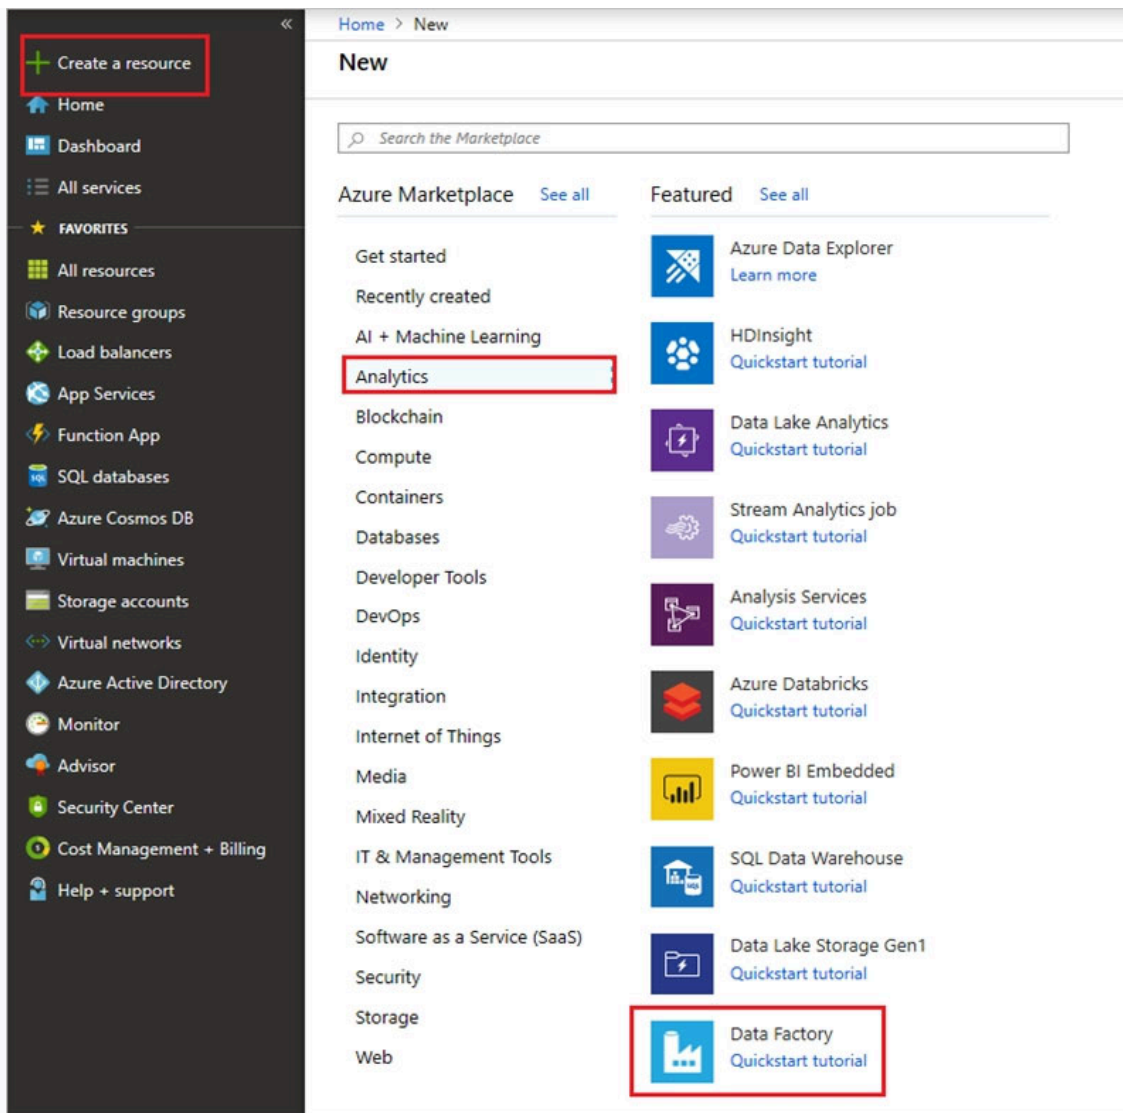 «
Create a resource
Home
Dashboard
All services
FAVORITES
All resources
Resource groups
Load balancers
App Services
Function App
SQL databases
Azure Cosmos DB
Virtual machines
Storage accounts
Virtual networks
Azure Active Directory
Monitor
Advisor
Security Center
Cost Management + Billing
Help + support
Home > New
New
Search the Marketplace
Azure Marketplace See all
Get started
Recently created
AI + Machine Learning
Analytics
Blockchain
Compute
Containers
Databases
Developer Tools
DevOps
Identity
Integration
Internet of Things
Media
Mixed Reality
IT & Management Tools
Networking
Software as a Service (SaaS)
Security
Storage
Web
Featured See all
Azure Data Explorer
Learn more
HDInsight
Quickstart tutorial
Data Lake Analytics
Quickstart tutorial
Stream Analytics job
Quickstart tutorial
Analysis Services
Quickstart tutorial
Azure Databricks
Quickstart tutorial
Power BI Embedded
Quickstart tutorial
SQL Data Warehouse
Quickstart tutorial
Data Lake Storage Gen1
Quickstart tutorial
Data Factory
Quickstart tutorial